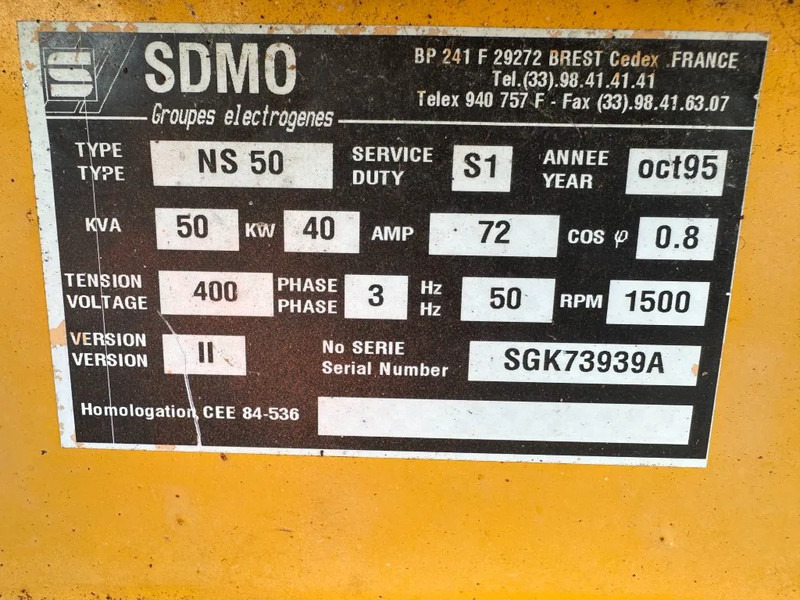 SDMO
Groupes electrogenes
BP 241 F 29272 BREST Cedex FRANCE
Tel.(33).98.41.41.41
Telex 940 757 F - Fax (33).98.41.63.07
TYPE TYPE NS 50 SERVICE DUTY S1 ANNEE YEAR oct95
KVA 50 KW 40 AMP 72 COS φ 0.8
TENSION VOLTAGE 400 PHASE PHASE 3 Hz Hz 50 RPM 1500
VERSION VERSION II No SERIE Serial Number SGK73939A
Homologation CEE 84-536